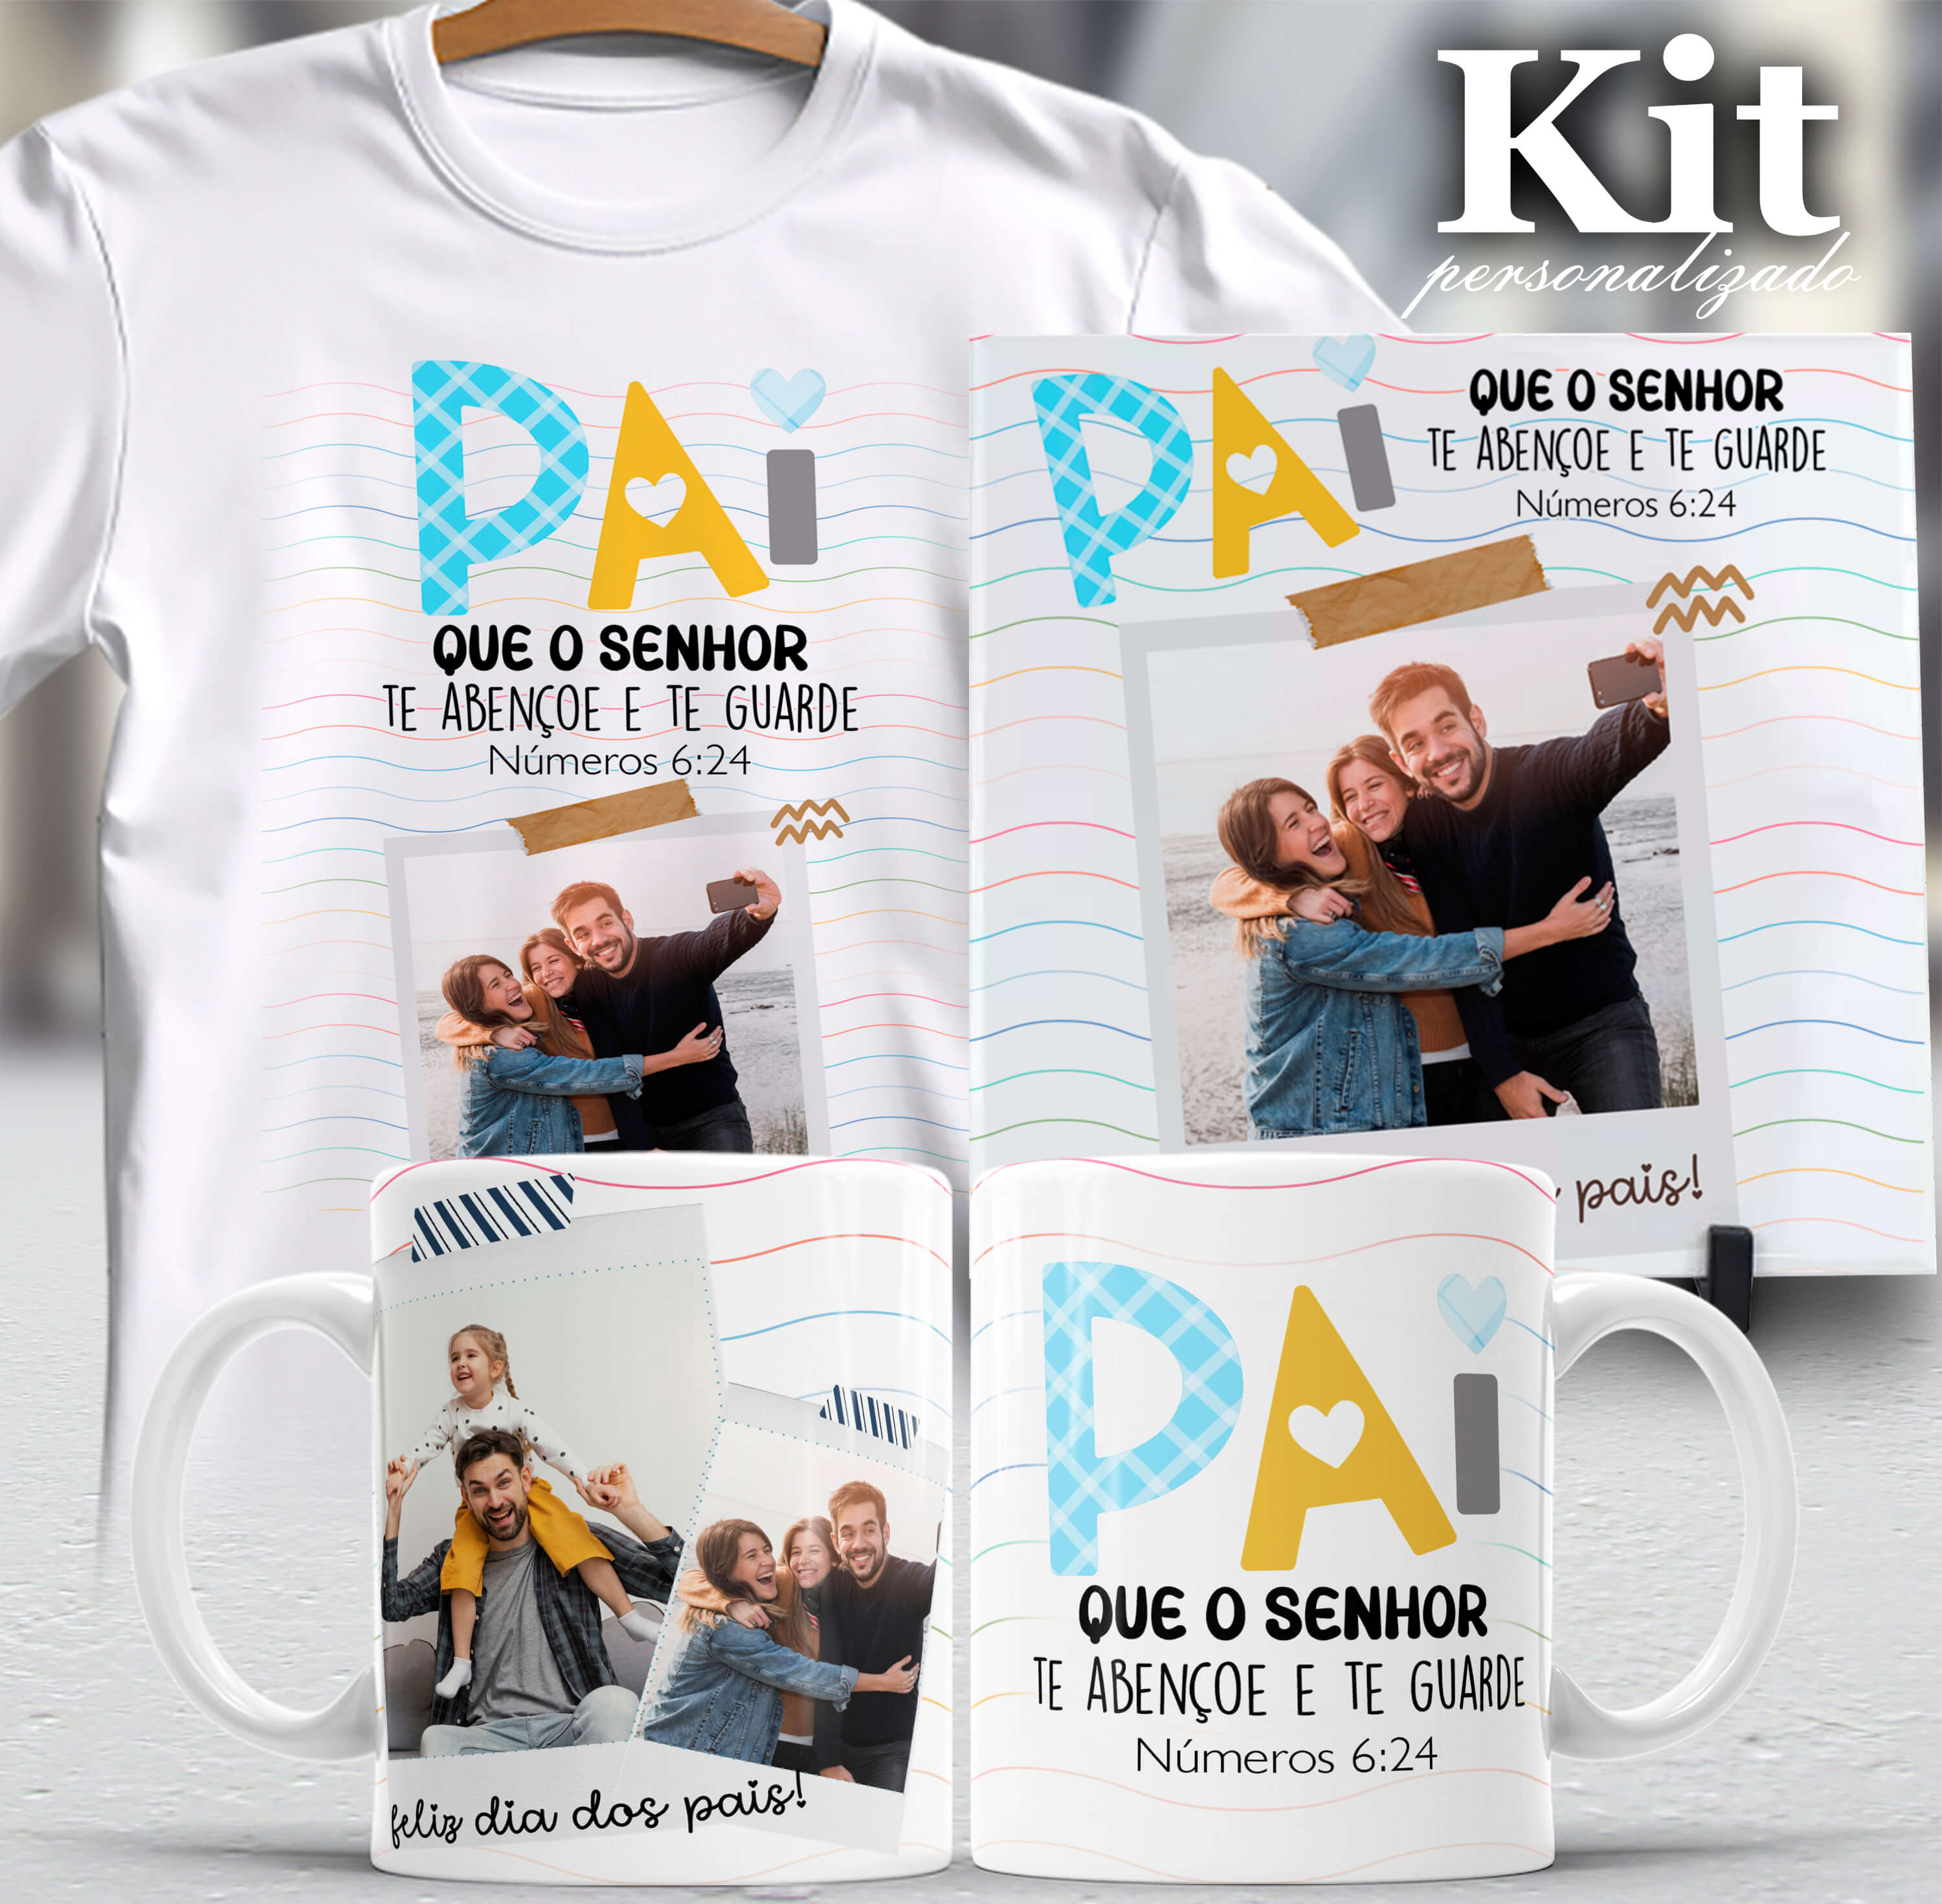 Kit
personalizado
PAi
QUE O SENHOR
TE ABENÇOE E TE GUARDE
Números 6:24
PAi
QUE O SENHOR
TE ABENÇOE E TE GUARDE
Números 6:24
pais!
feliz dia dos pais!
PAi
QUE O SENHOR
TE ABENÇOE E TE GUARDE
Números 6:24